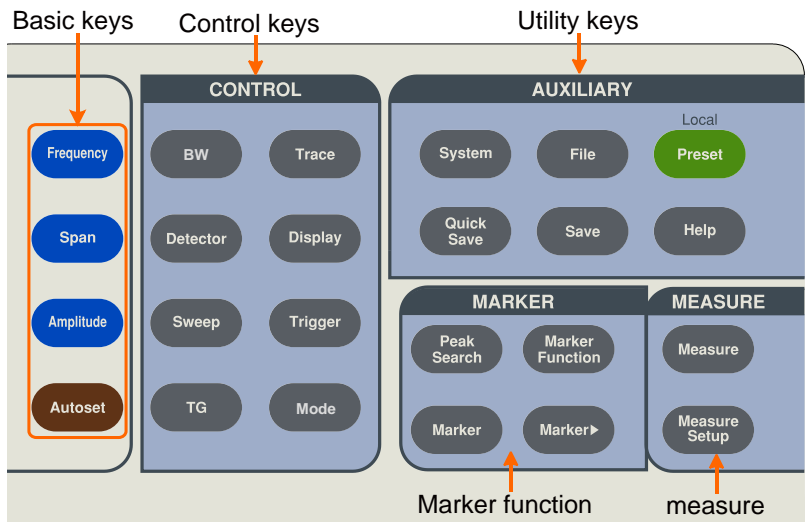 Basic keys
Control keys
Utility keys
CONTROL
AUXILIARY
Local
Frequency
BW
Trace
System
File
Preset
Span
Detector
Display
Quick
Save
Save
Help
MARKER
MEASURE
Amplitude
Sweep
Trigger
Peak
Search
Marker
Function
Measure
Autoset
TG
Mode
Marker
Marker▶
Measure
Setup
Marker function
measure